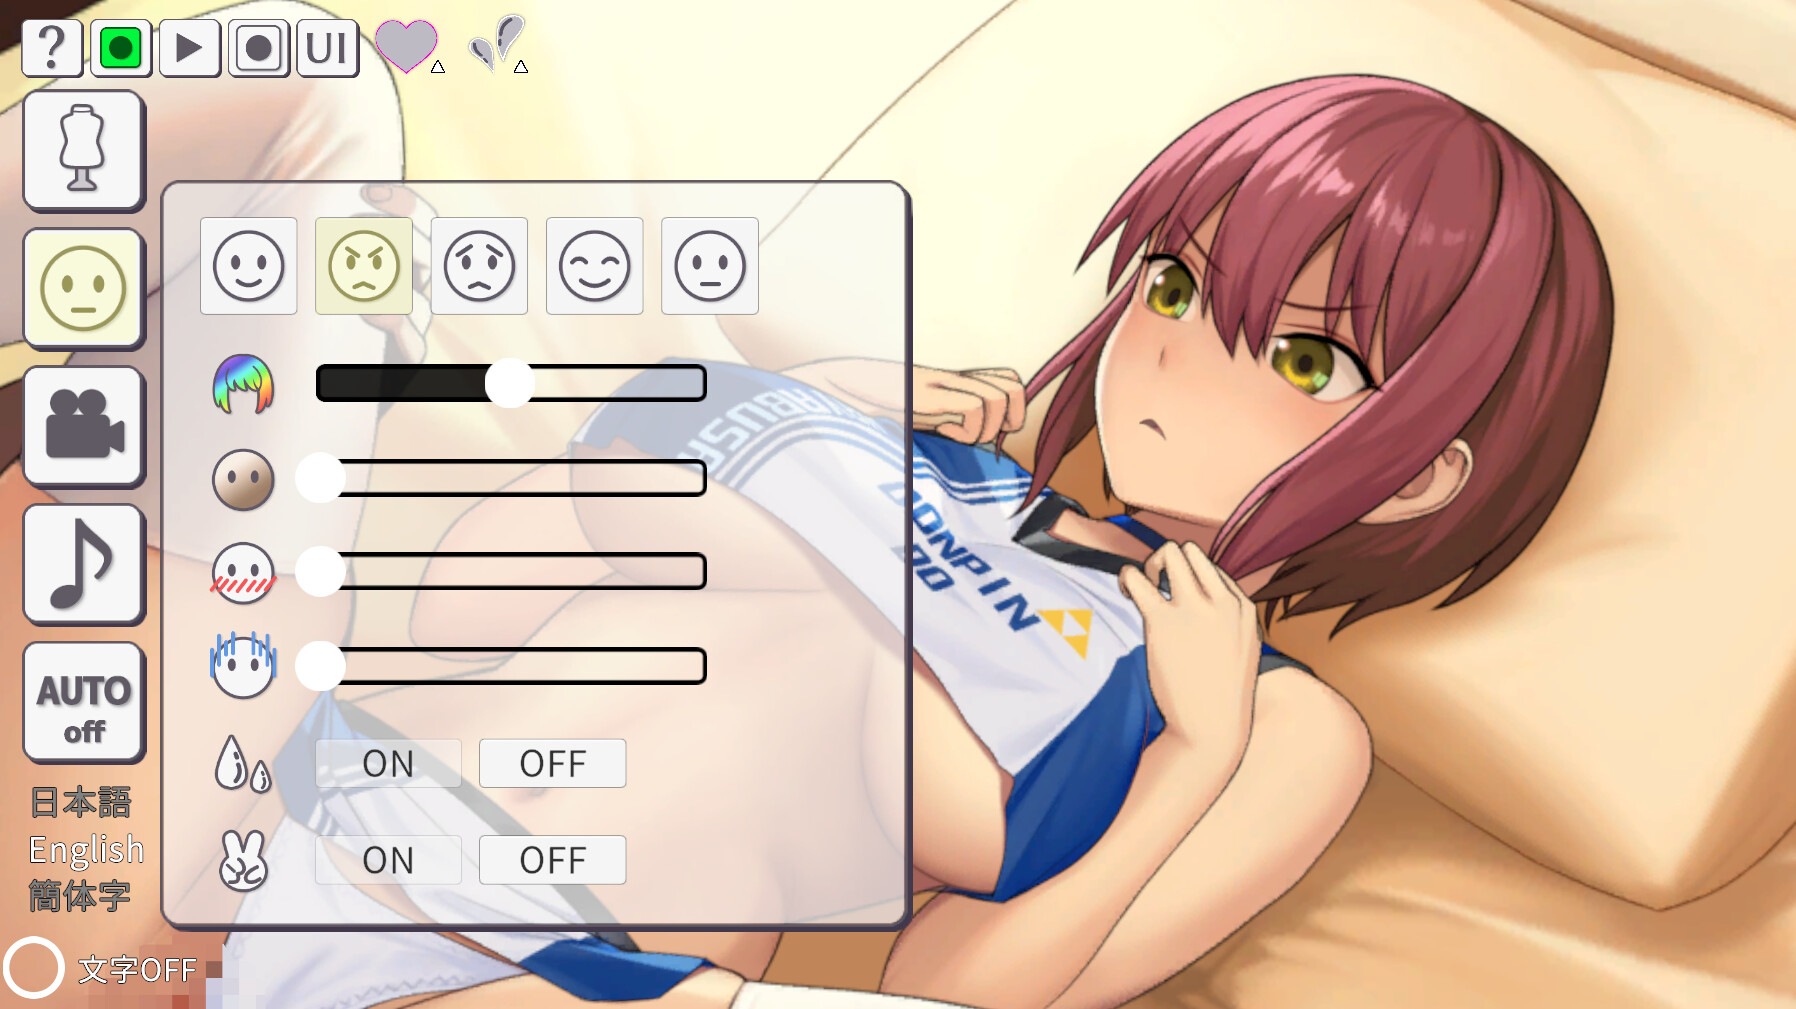 ?
UI
AUTO
off
日本語
English
簡体字
文字OFF
ON OFF
ON OFF
DONPIN